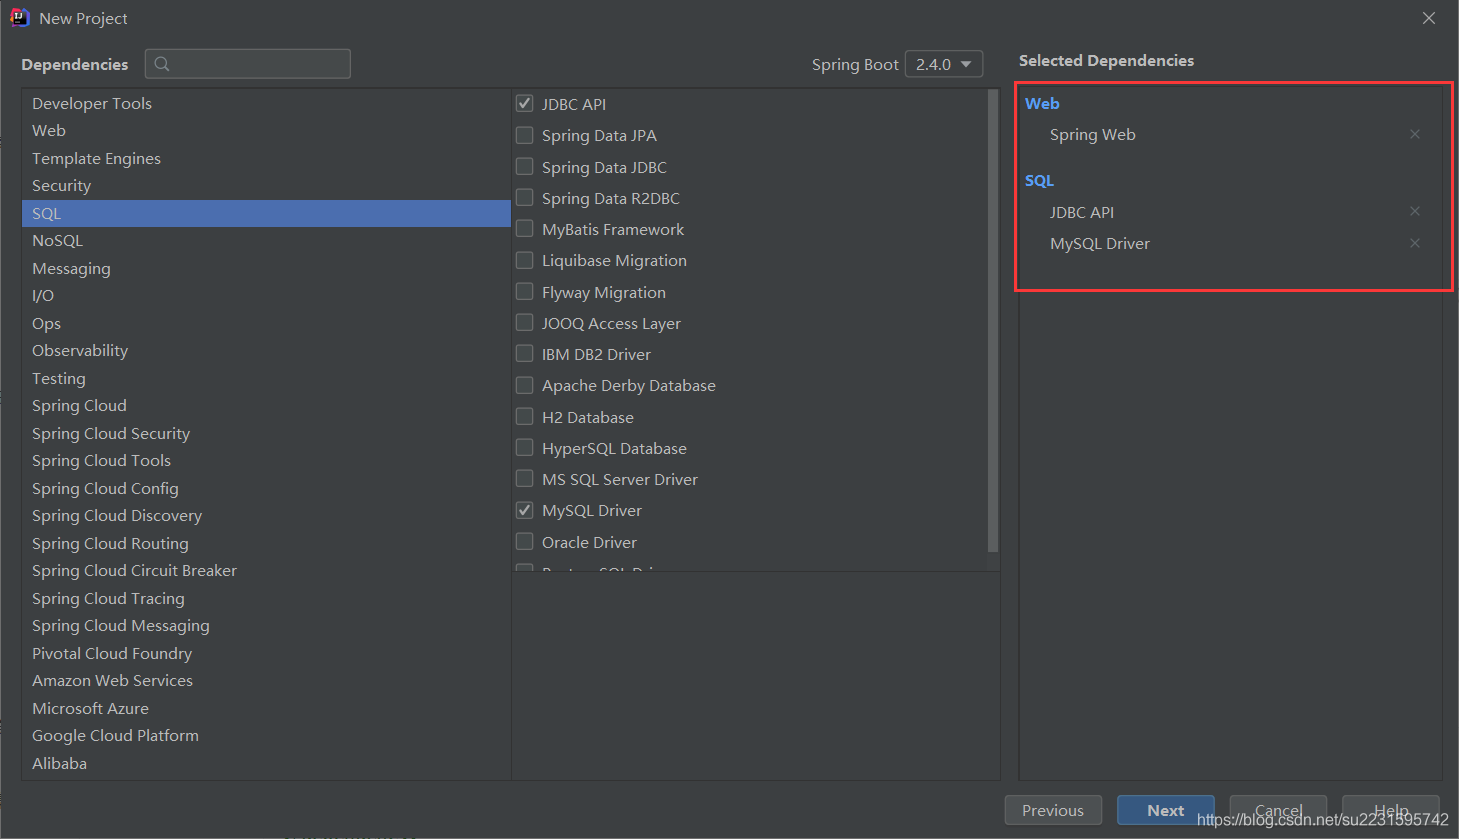 New Project
Dependencies
Spring Boot 2.4.0
Selected Dependencies
Developer Tools
Web
Template Engines
Security
SQL
NoSQL
Messaging
I/O
Ops
Observability
Testing
Spring Cloud
Spring Cloud Security
Spring Cloud Tools
Spring Cloud Config
Spring Cloud Discovery
Spring Cloud Routing
Spring Cloud Circuit Breaker
Spring Cloud Tracing
Spring Cloud Messaging
Pivotal Cloud Foundry
Amazon Web Services
Microsoft Azure
Google Cloud Platform
Alibaba
JDBC API
Spring Data JPA
Spring Data JDBC
Spring Data R2DBC
MyBatis Framework
Liquibase Migration
Flyway Migration
JOOQ Access Layer
IBM DB2 Driver
Apache Derby Database
H2 Database
HyperSQL Database
MS SQL Server Driver
MySQL Driver
Oracle Driver
Web
Spring Web
SQL
JDBC API
MySQL Driver
Previous
Next
Cancel
Help
https://blog.csdn.net/su2231595742